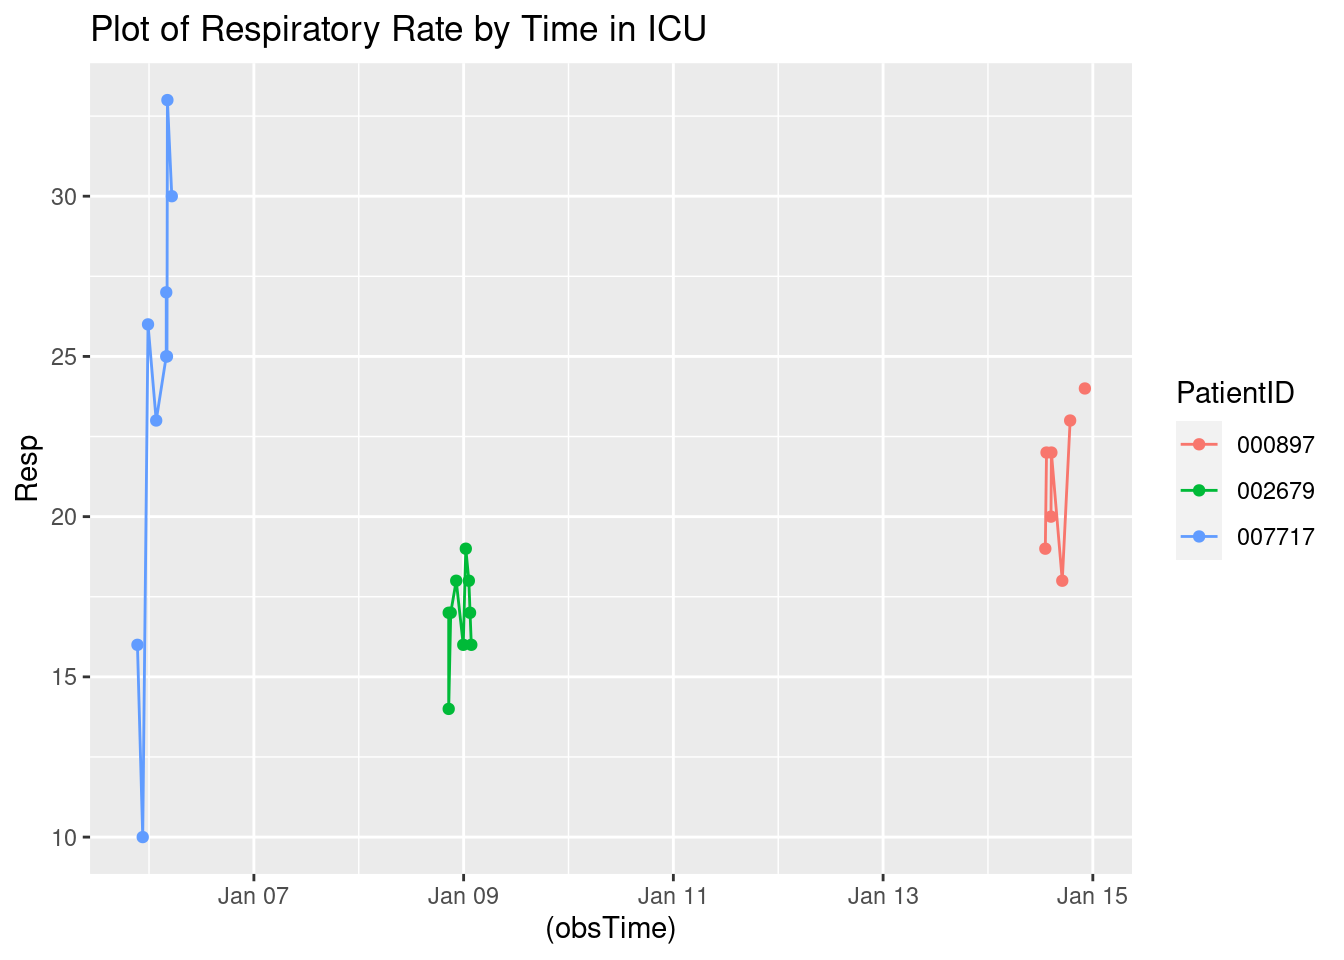 Plot of Respiratory Rate by Time in ICU
Resp
30
25
20
15
10
Jan 07
Jan 09
Jan 11
Jan 13
Jan 15
(obsTime)
PatientID
000897
002679
007717